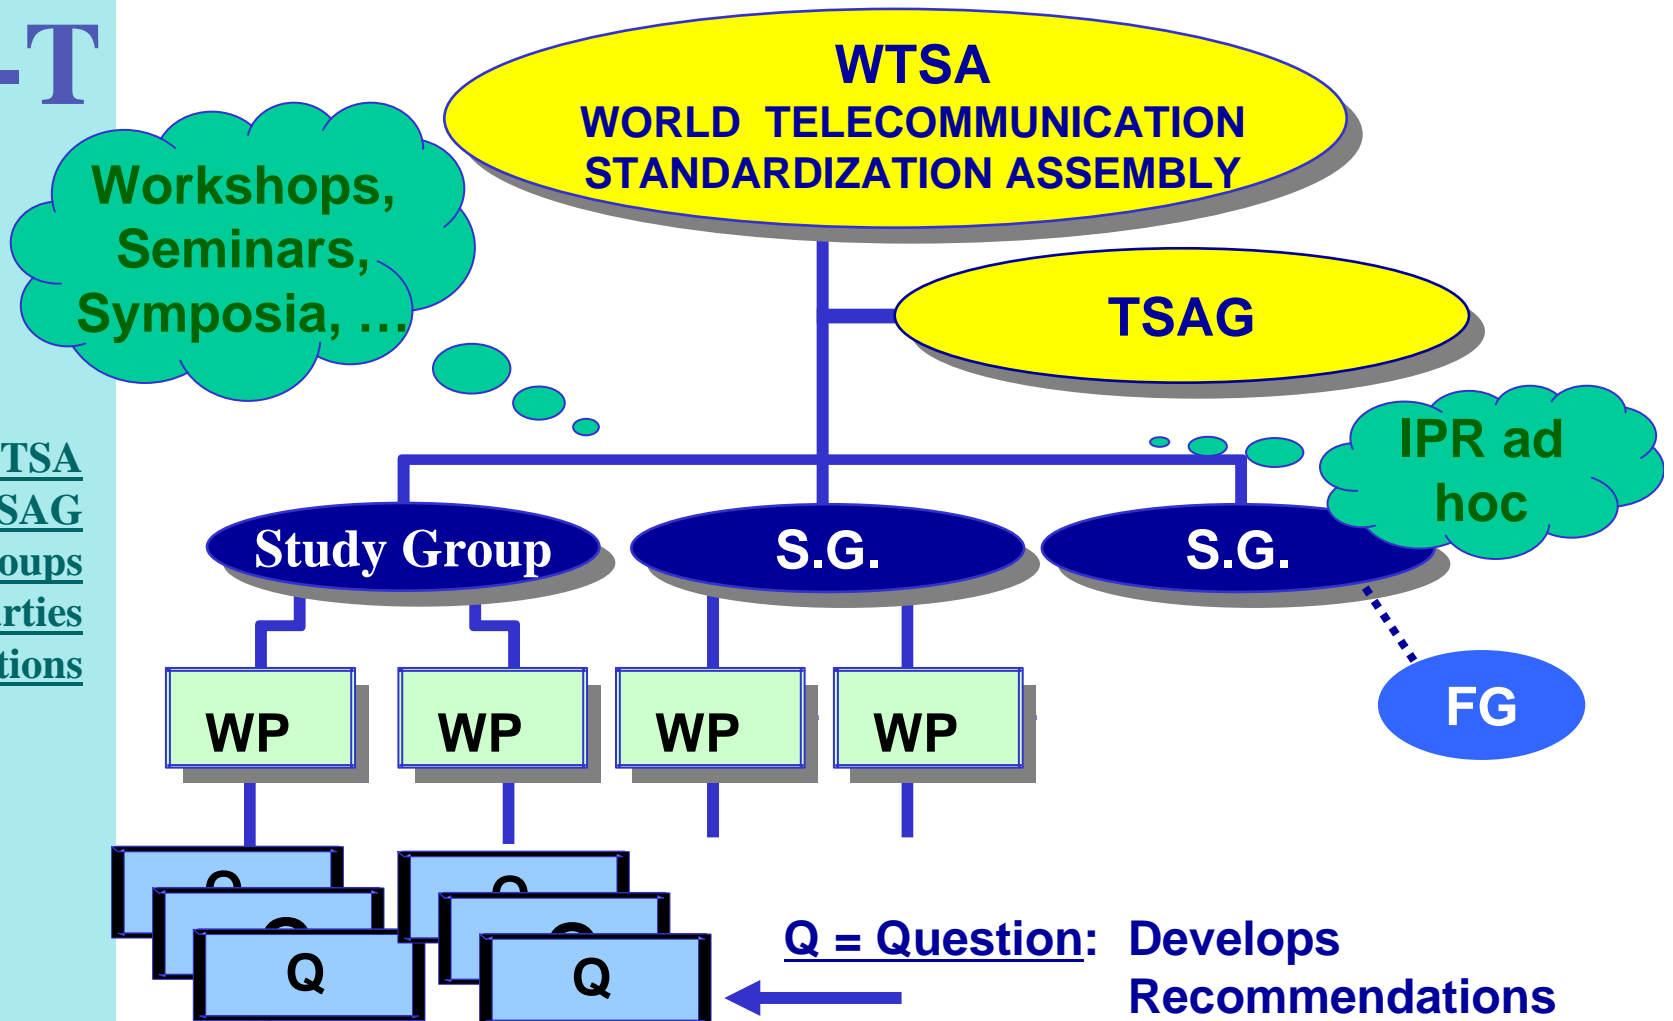 -T
WTSA
WORLD TELECOMMUNICATION
STANDARDIZATION ASSEMBLY
Workshops,
Seminars,
Symposia, …
TSAG
IPR ad
hoc
TSA
SAG
oups
rties
tions
Study Group
S.G.
S.G.
WP
WP
WP
WP
FG
Q
Q
Q
Q
Q
Q
Q = Question: Develops
Recommendations